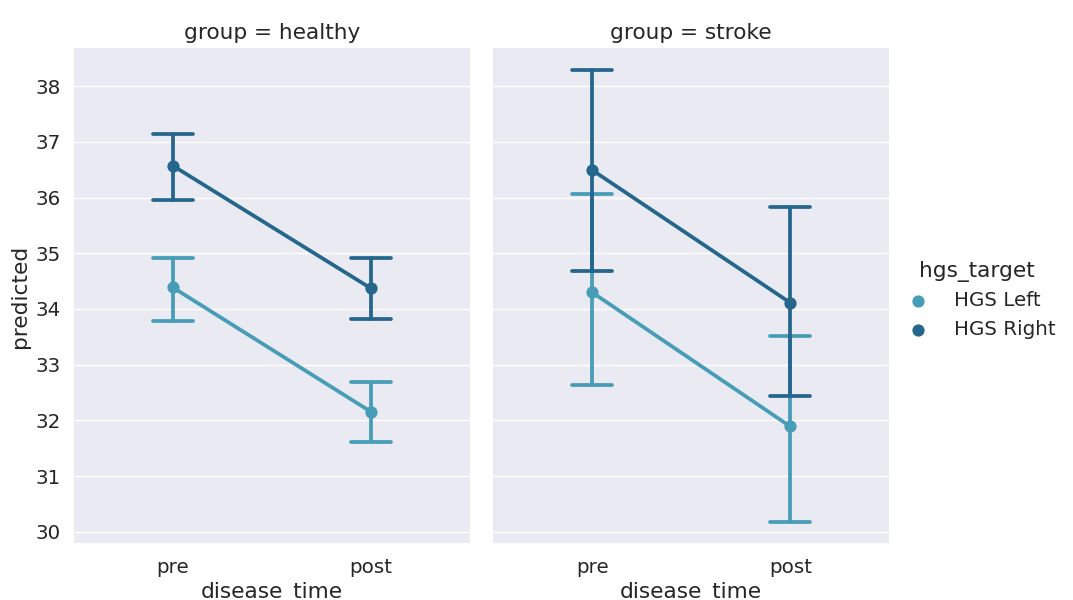 group = healthy
group = stroke
predicted
38
37
36
35
34
33
32
31
30
pre
post
pre
post
disease_time
disease_time
hgs_target
HGS Left
HGS Right